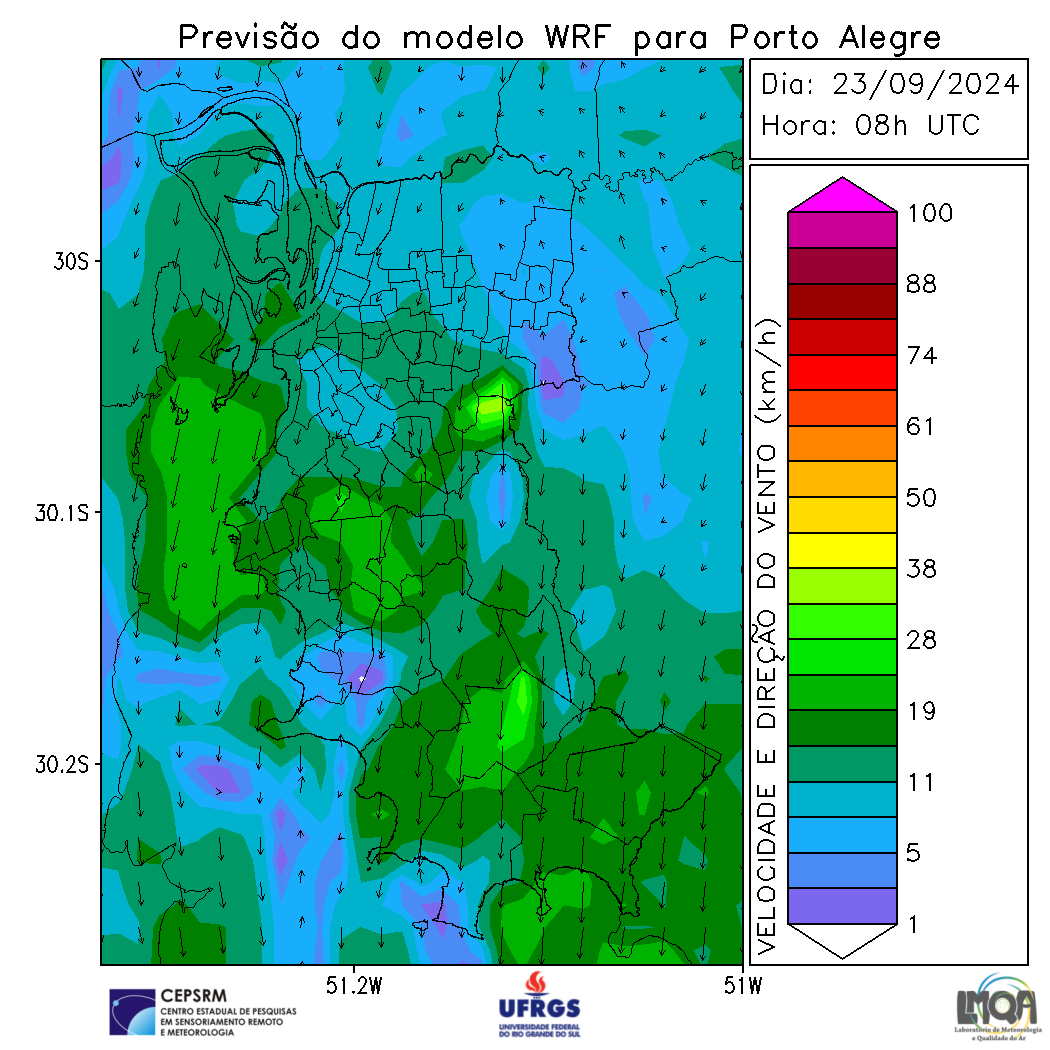 Previsão do modelo WRF para Porto Alegre
Dia: 23/09/2024
Hora: 08h UTC
30S
30.1S
30.2S
51.2W
51W
VELOCIDADE E DIREÇÃO DO VENTO (km/h)
100
88
74
61
50
38
28
19
11
5
1
CEPSRM
CENTRO ESTADUAL DE PESQUISAS
EM SENSORIAMENTO REMOTO
E METEOROLOGIA
UFRGS
UNIVERSIDADE FEDERAL
DO RIO GRANDE DO SUL
LMQA
Laboratório de Meteorologia
e Qualidade do Ar